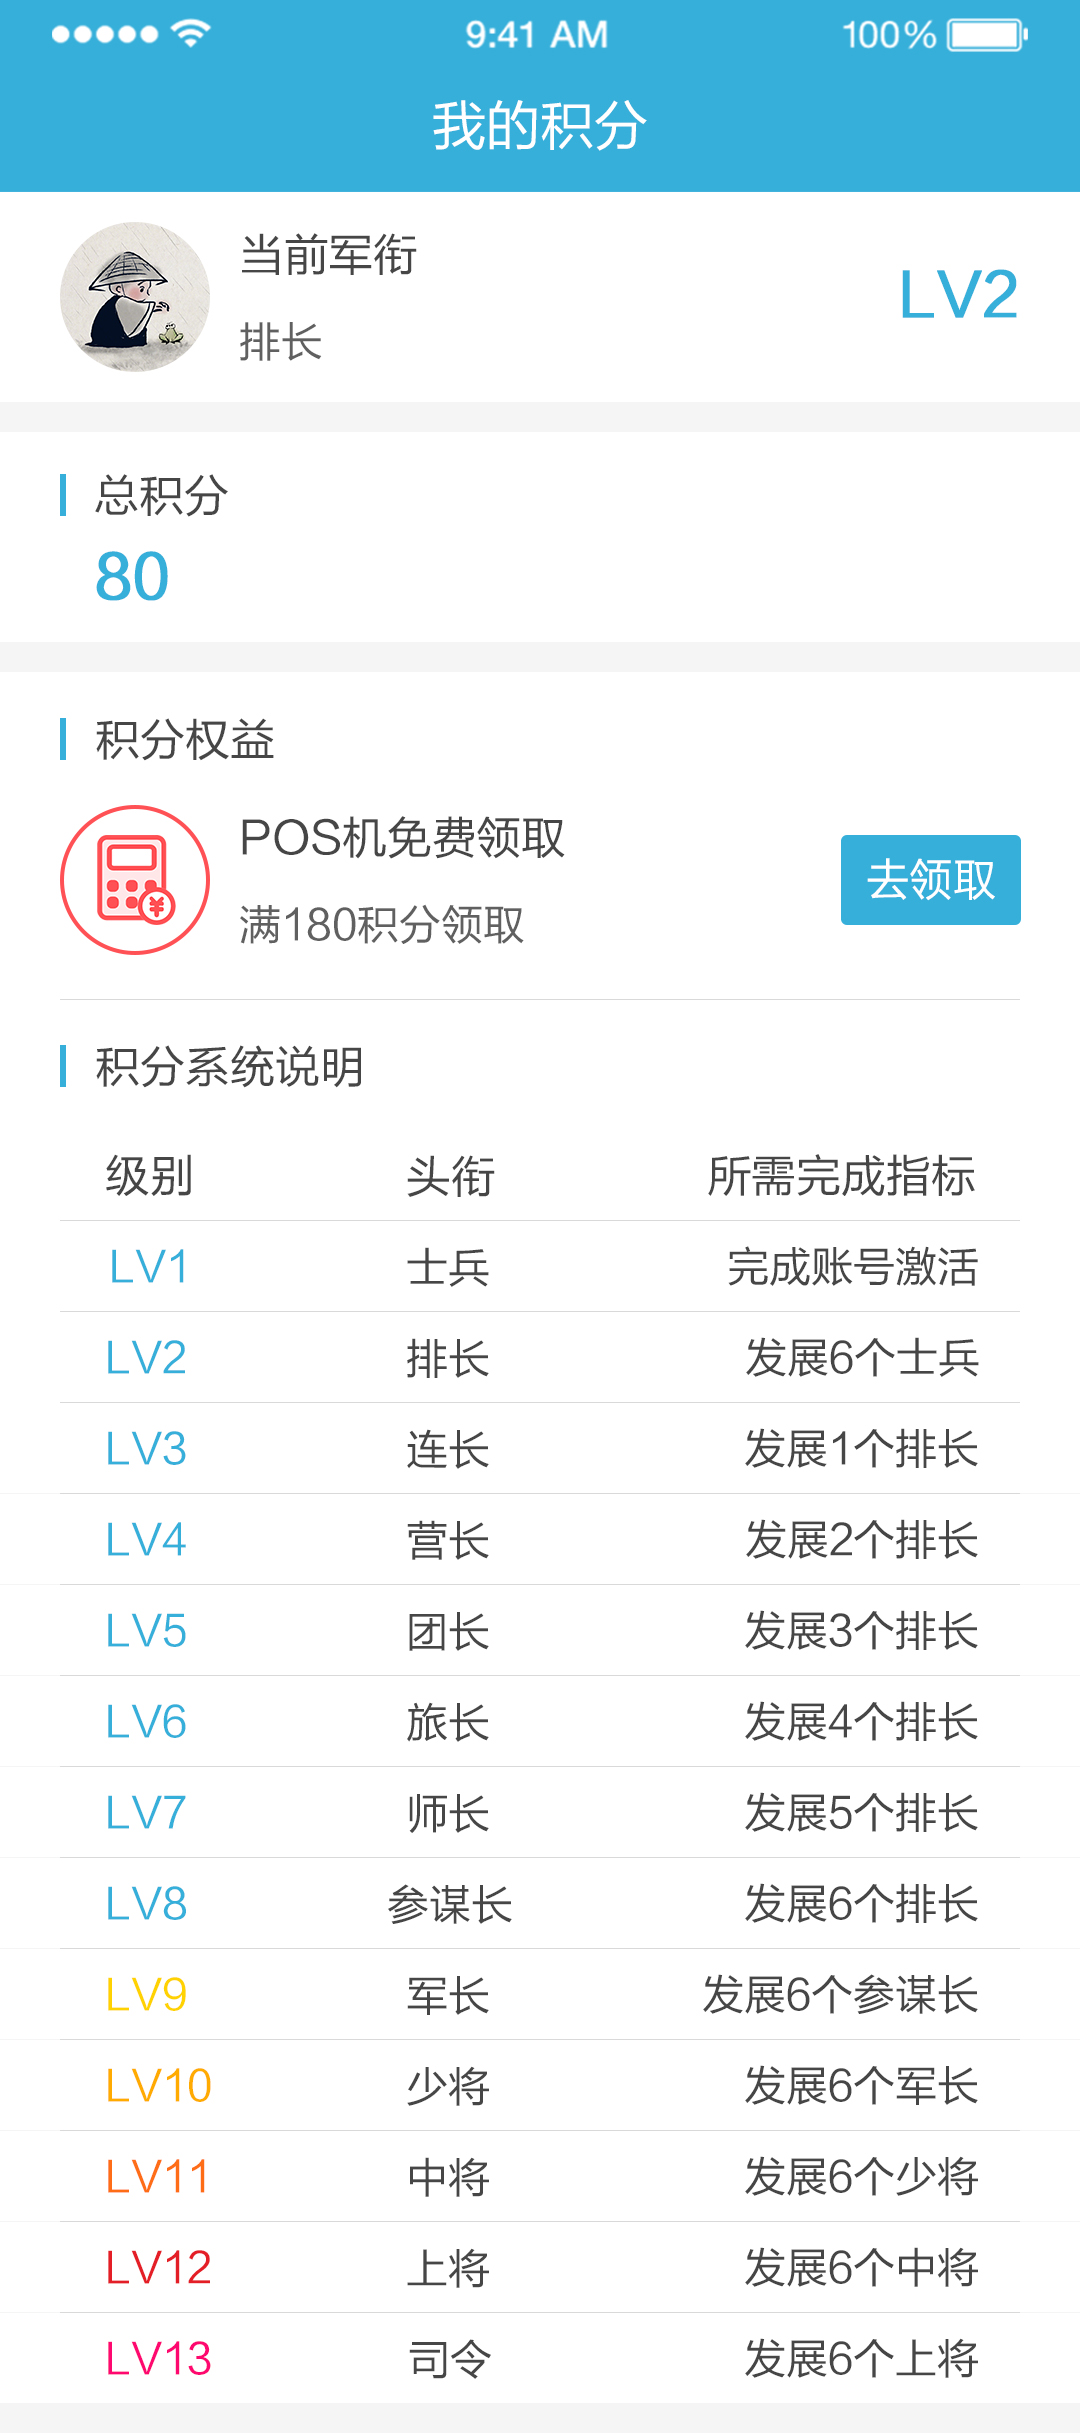 9:41 AM 100%
我的积分
当前军衔
排长
LV2
总积分
80
积分权益
POS机免费领取
满180积分领取
去领取
积分系统说明
级别 头衔 所需完成指标
LV1 士兵 完成账号激活
LV2 排长 发展6个士兵
LV3 连长 发展1个排长
LV4 营长 发展2个排长
LV5 团长 发展3个排长
LV6 旅长 发展4个排长
LV7 师长 发展5个排长
LV8 参谋长 发展6个排长
LV9 军长 发展6个参谋长
LV10 少将 发展6个军长
LV11 中将 发展6个少将
LV12 上将 发展6个中将
LV13 司令 发展6个上将